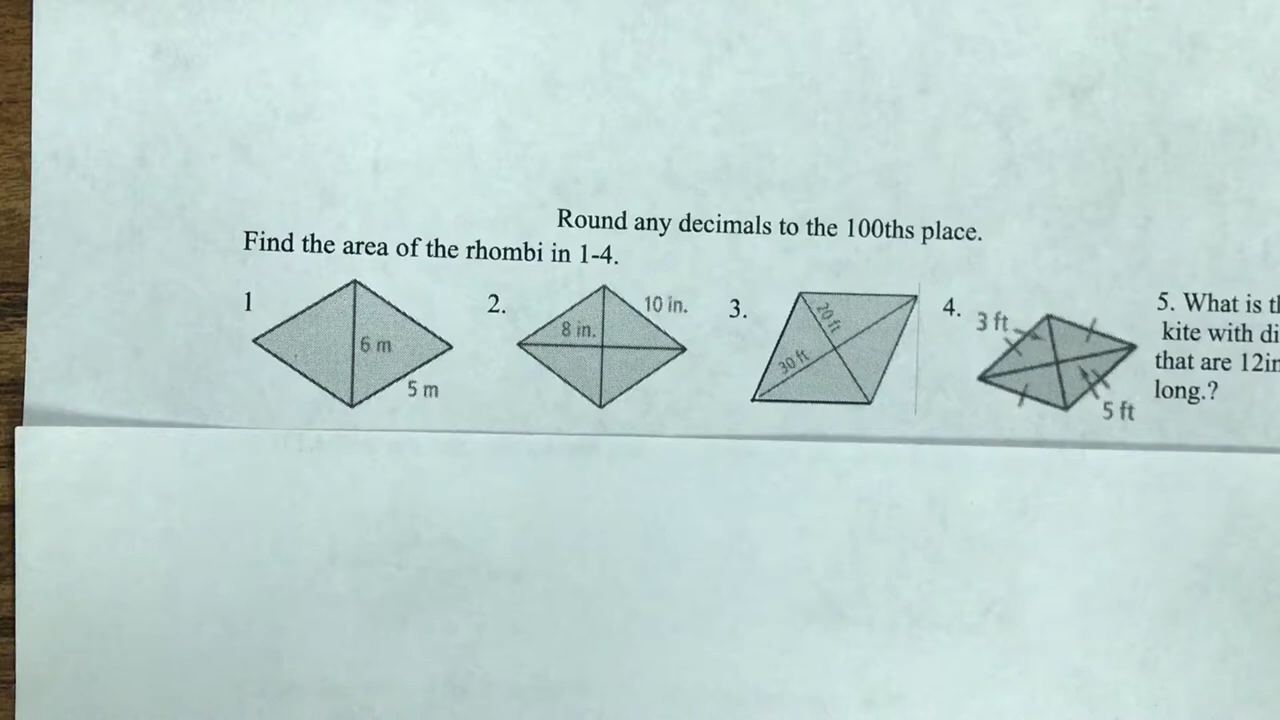 Round any decimals to the 100ths place.
Find the area of the rhombi in 1-4.
1
6 m
5 m
2.
8 in.
10 in.
3.
20 ft
30 ft
4.
3 ft
5 ft
5. What is
kite with
that are
long.?